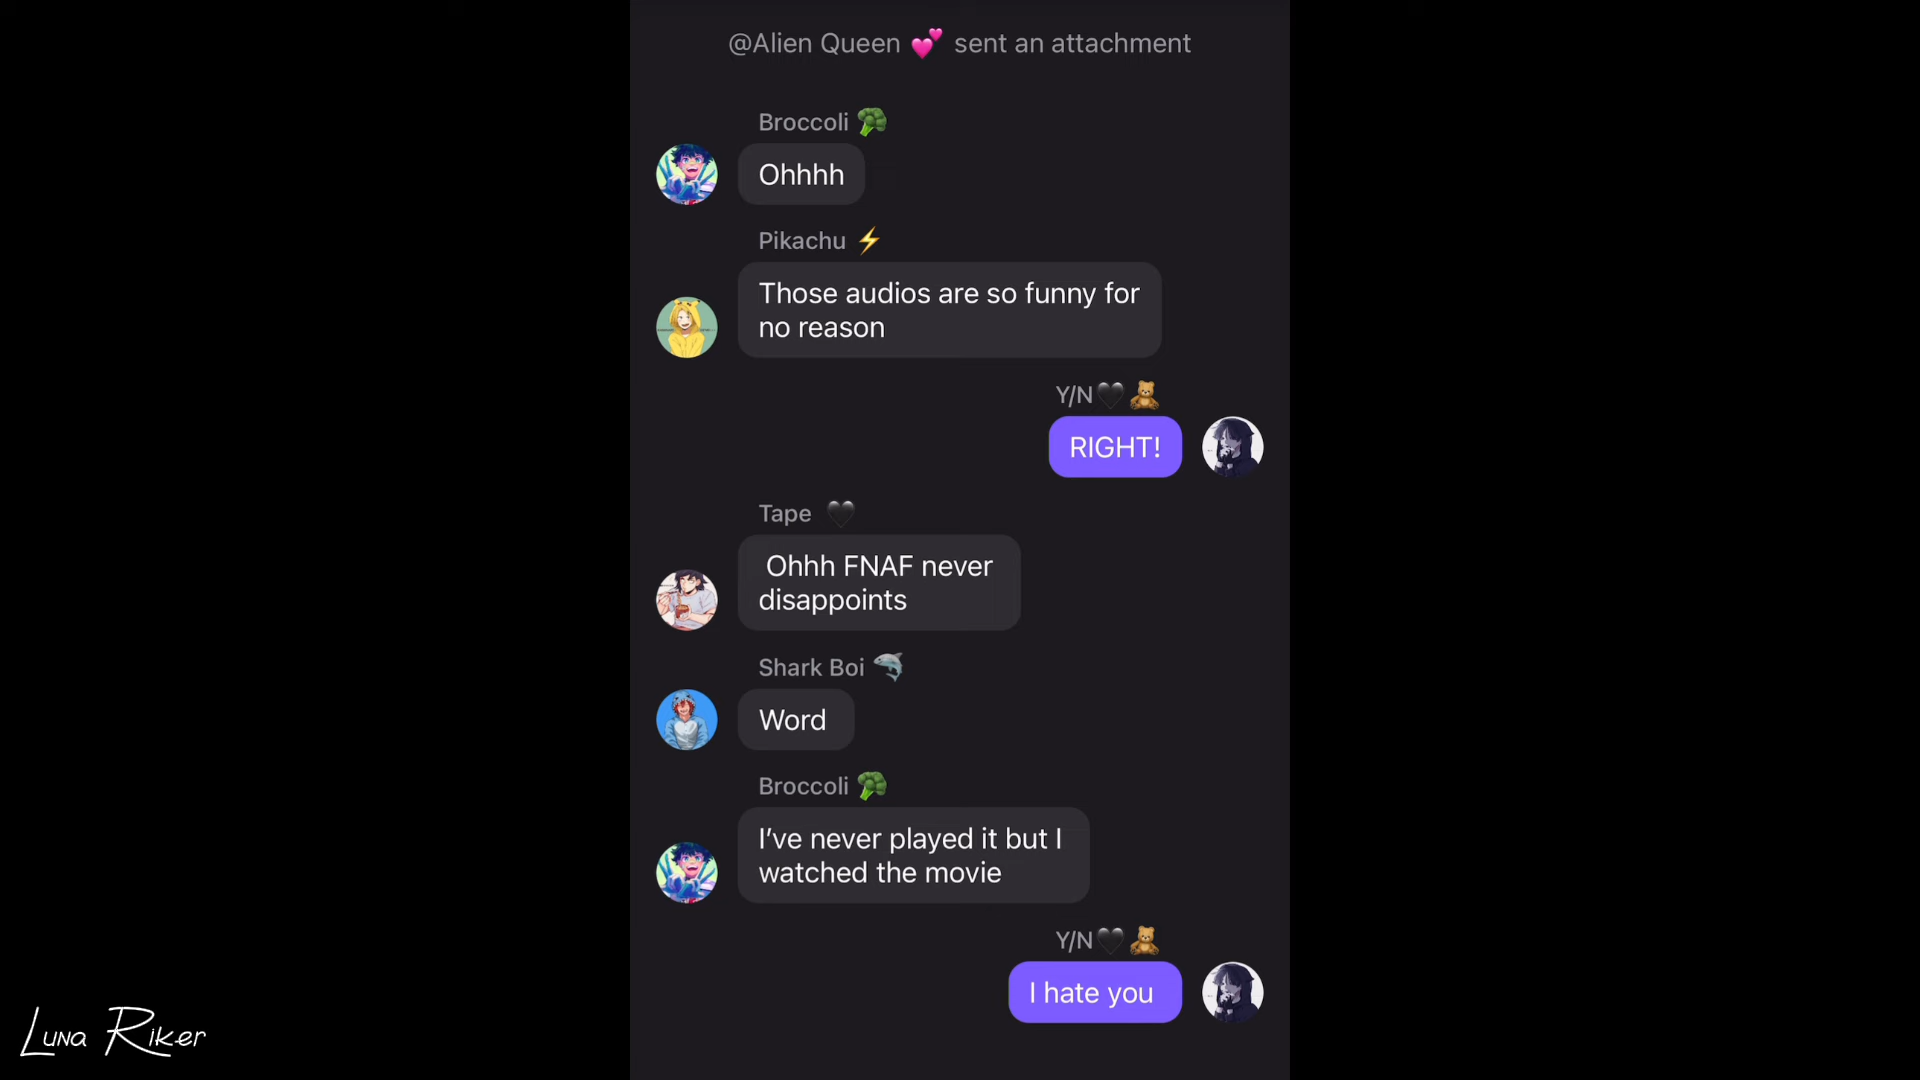 @Alien Queen 💕 sent an attachment
Broccoli 🥦
Ohhhh
Pikachu ⚡
Those audios are so funny for
no reason
Y/N🖤🧸
RIGHT!
Tape 🖤
Ohhh FNAF never
disappoints
Shark Boi 🦈
Word
Broccoli 🥦
I’ve never played it but I
watched the movie
Y/N🖤🧸
I hate you
Luna Riker